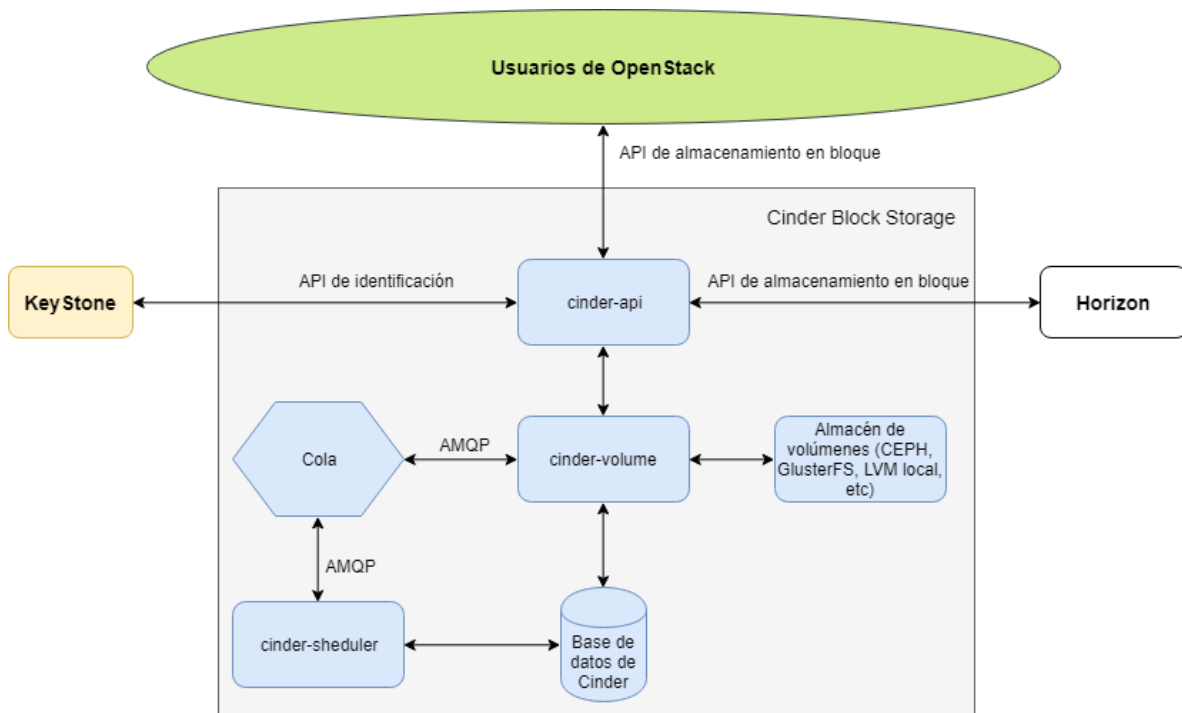 Usuarios de OpenStack
API de almacenamiento en bloque
Cinder Block Storage
KeyStone
API de identificación
cinder-api
API de almacenamiento en bloque
Horizon
Cola
AMQP
cinder-volume
Almacén de
volúmenes (CEPH,
GlusterFS, LVM local,
etc)
AMQP
cinder-sheduler
Base de
datos de
Cinder